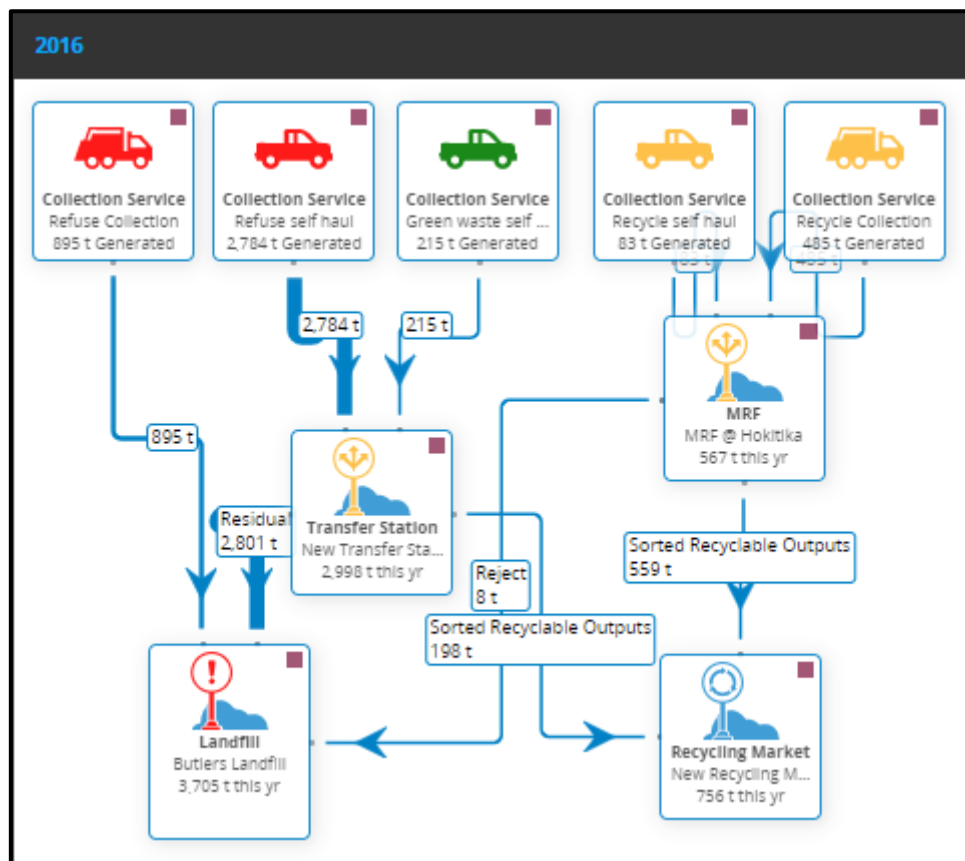 2016
Collection Service
Refuse Collection
895 t Generated
Collection Service
Refuse self haul
2,784 t Generated
Collection Service
Green waste self ...
215 t Generated
Collection Service
Recycle self haul
83 t Generated
Collection Service
Recycle Collection
485 t Generated
83 t
485 t
2,784 t
215 t
895 t
MRF
MRF @ Hokitika
567 t this yr
Residual
2,801 t
Transfer Station
New Transfer Sta...
2,998 t this yr
Sorted Recyclable Outputs
559 t
Reject
8 t
Sorted Recyclable Outputs
198 t
Landfill
Butlers Landfill
3,705 t this yr
Recycling Market
New Recycling M...
756 t this yr